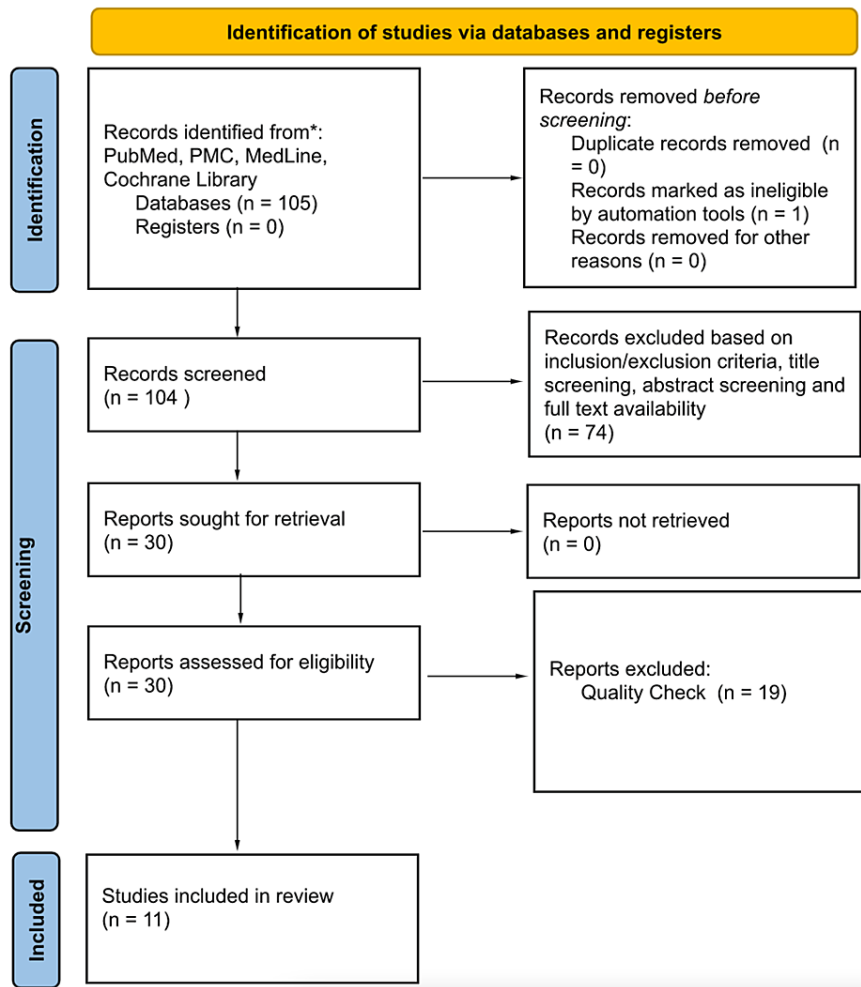 Identification of studies via databases and registers
Identification
Records identified from*:
PubMed, PMC, MedLine,
Cochrane Library
Databases (n = 105)
Registers (n = 0)
Records removed before
screening:
Duplicate records removed (n
= 0)
Records marked as ineligible
by automation tools (n = 1)
Records removed for other
reasons (n = 0)
Screening
Records screened
(n = 104 )
Records excluded based on
inclusion/exclusion criteria, title
screening, abstract screening and
full text availability
(n = 74)
Reports sought for retrieval
(n = 30)
Reports not retrieved
(n = 0)
Reports assessed for eligibility
(n = 30)
Reports excluded:
Quality Check (n = 19)
Included
Studies included in review
(n = 11)